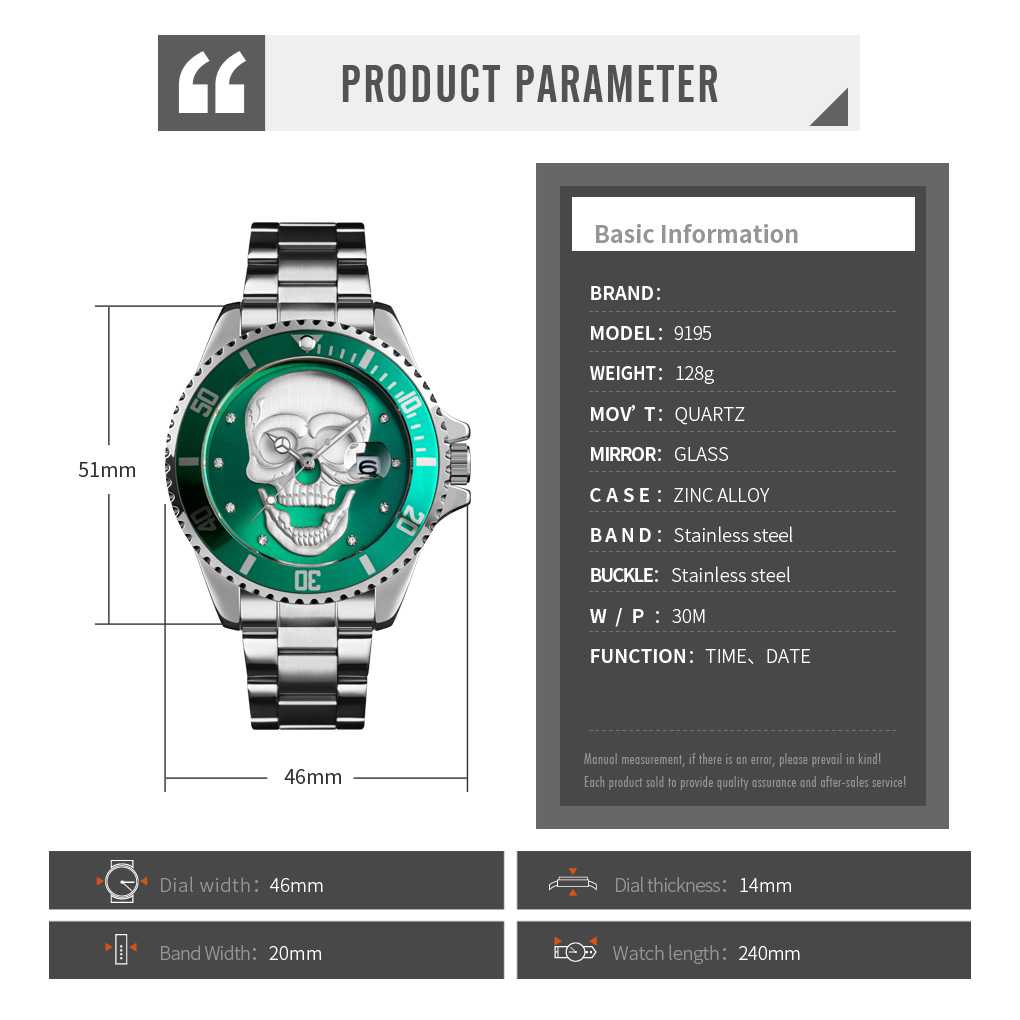 PRODUCT PARAMETER
Basic Information
BRAND:
MODEL: 9195
WEIGHT: 128g
MOV' T: QUARTZ
MIRROR: GLASS
CASE: ZINC ALLOY
BAND: Stainless steel
BUCKLE: Stainless steel
W / P : 30M
FUNCTION: TIME、DATE
Manual measurement, if there is an error, please prevail in kind!
Each product sold to provide quality assurance and after-sales service!
50
10
6
40
20
30
51mm
46mm
Dial width: 46mm
Dial thickness: 14mm
Band Width: 20mm
Watch length: 240mm